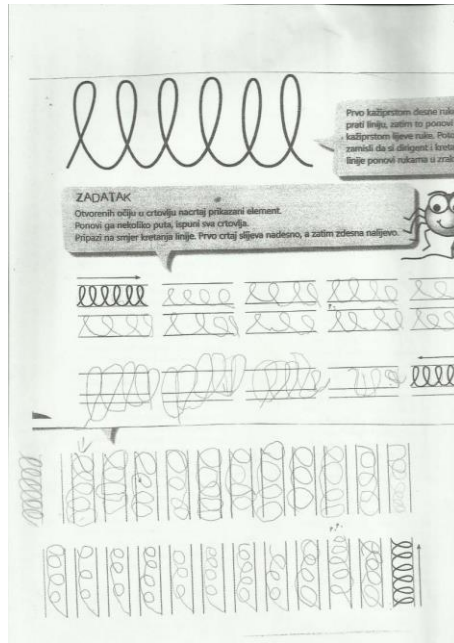 Prvo kažiprstom desne ruke
prati liniju, zatim to ponovi
kažiprstom lijeve ruke.
zamisli da si dirigent i
linije ponovi rukama u
ZADATAK
Otvorenih očiju u crtovlju nacrtaj prikazani element.
Ponovi ga nekoliko puta, ispuni sva crtovlja.
Pripazi na smjer kretanja linije. Prvo crtaj slijeva nadesno, a zatim zdesna nalijevo.